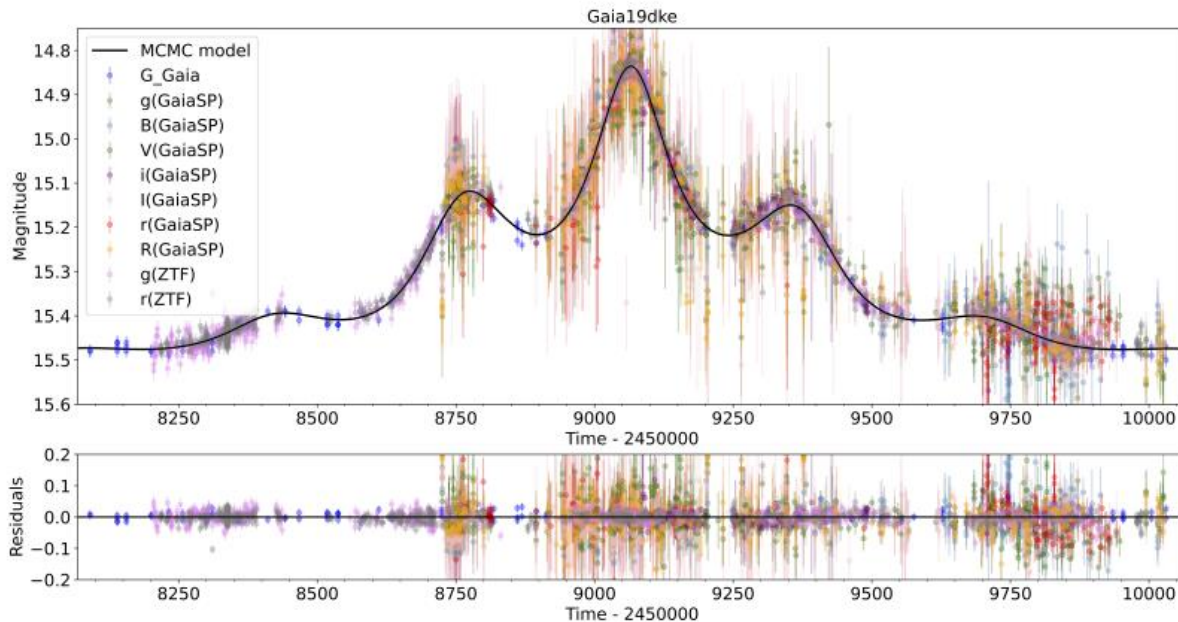 Gaia19dke
MCMC model
G_Gaia
g(GaiaSP)
B(GaiaSP)
V(GaiaSP)
i(GaiaSP)
I(GaiaSP)
r(GaiaSP)
R(GaiaSP)
g(ZTF)
r(ZTF)
Magnitude
14.8
14.9
15.0
15.1
15.2
15.3
15.4
15.5
15.6
8250 8500 8750 9000 9250 9500 9750 10000
Time - 2450000
Residuals
0.2
0.1
0.0
−0.1
−0.2
8250 8500 8750 9000 9250 9500 9750 10000
Time - 2450000